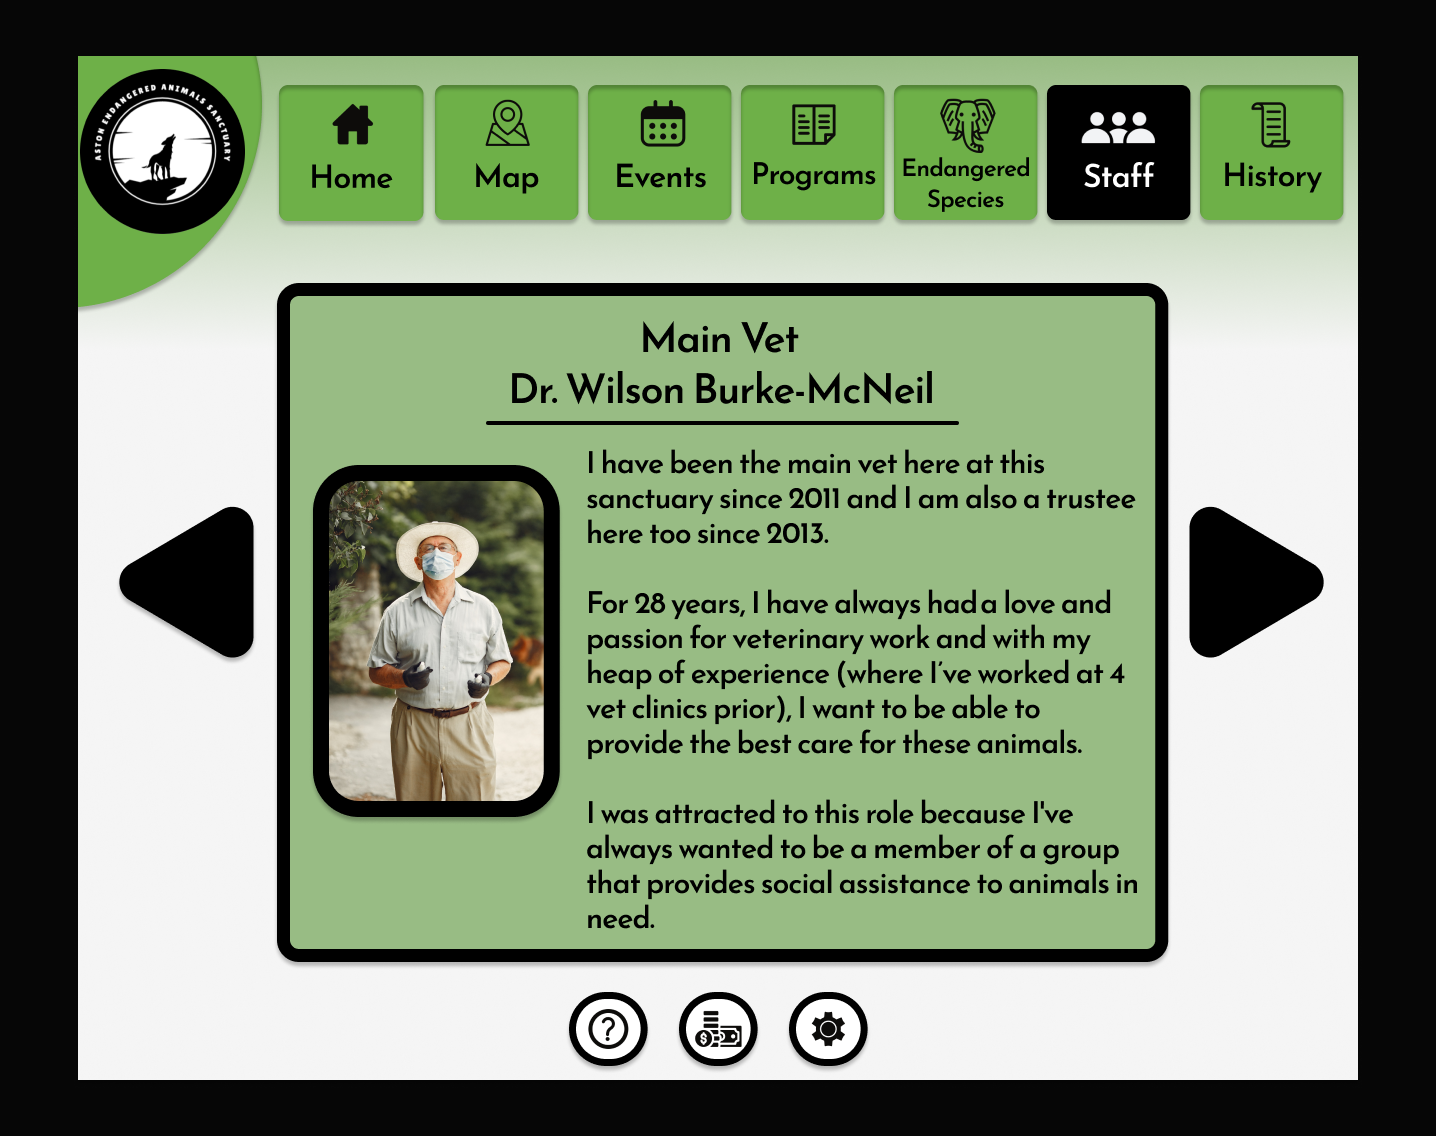 ASTON ENDANGERED ANIMALS SANCTUARY
Home
Map
Events
Programs
Endangered
Species
Staff
History
Main Vet
Dr. Wilson Burke-McNeil
I have been the main vet here at this
sanctuary since 2011 and I am also a trustee
here too since 2013.
For 28 years, I have always had a love and
passion for veterinary work and with my
heap of experience (where I’ve worked at 4
vet clinics prior), I want to be able to
provide the best care for these animals.
I was attracted to this role because I've
always wanted to be a member of a group
that provides social assistance to animals in
need.
?
$